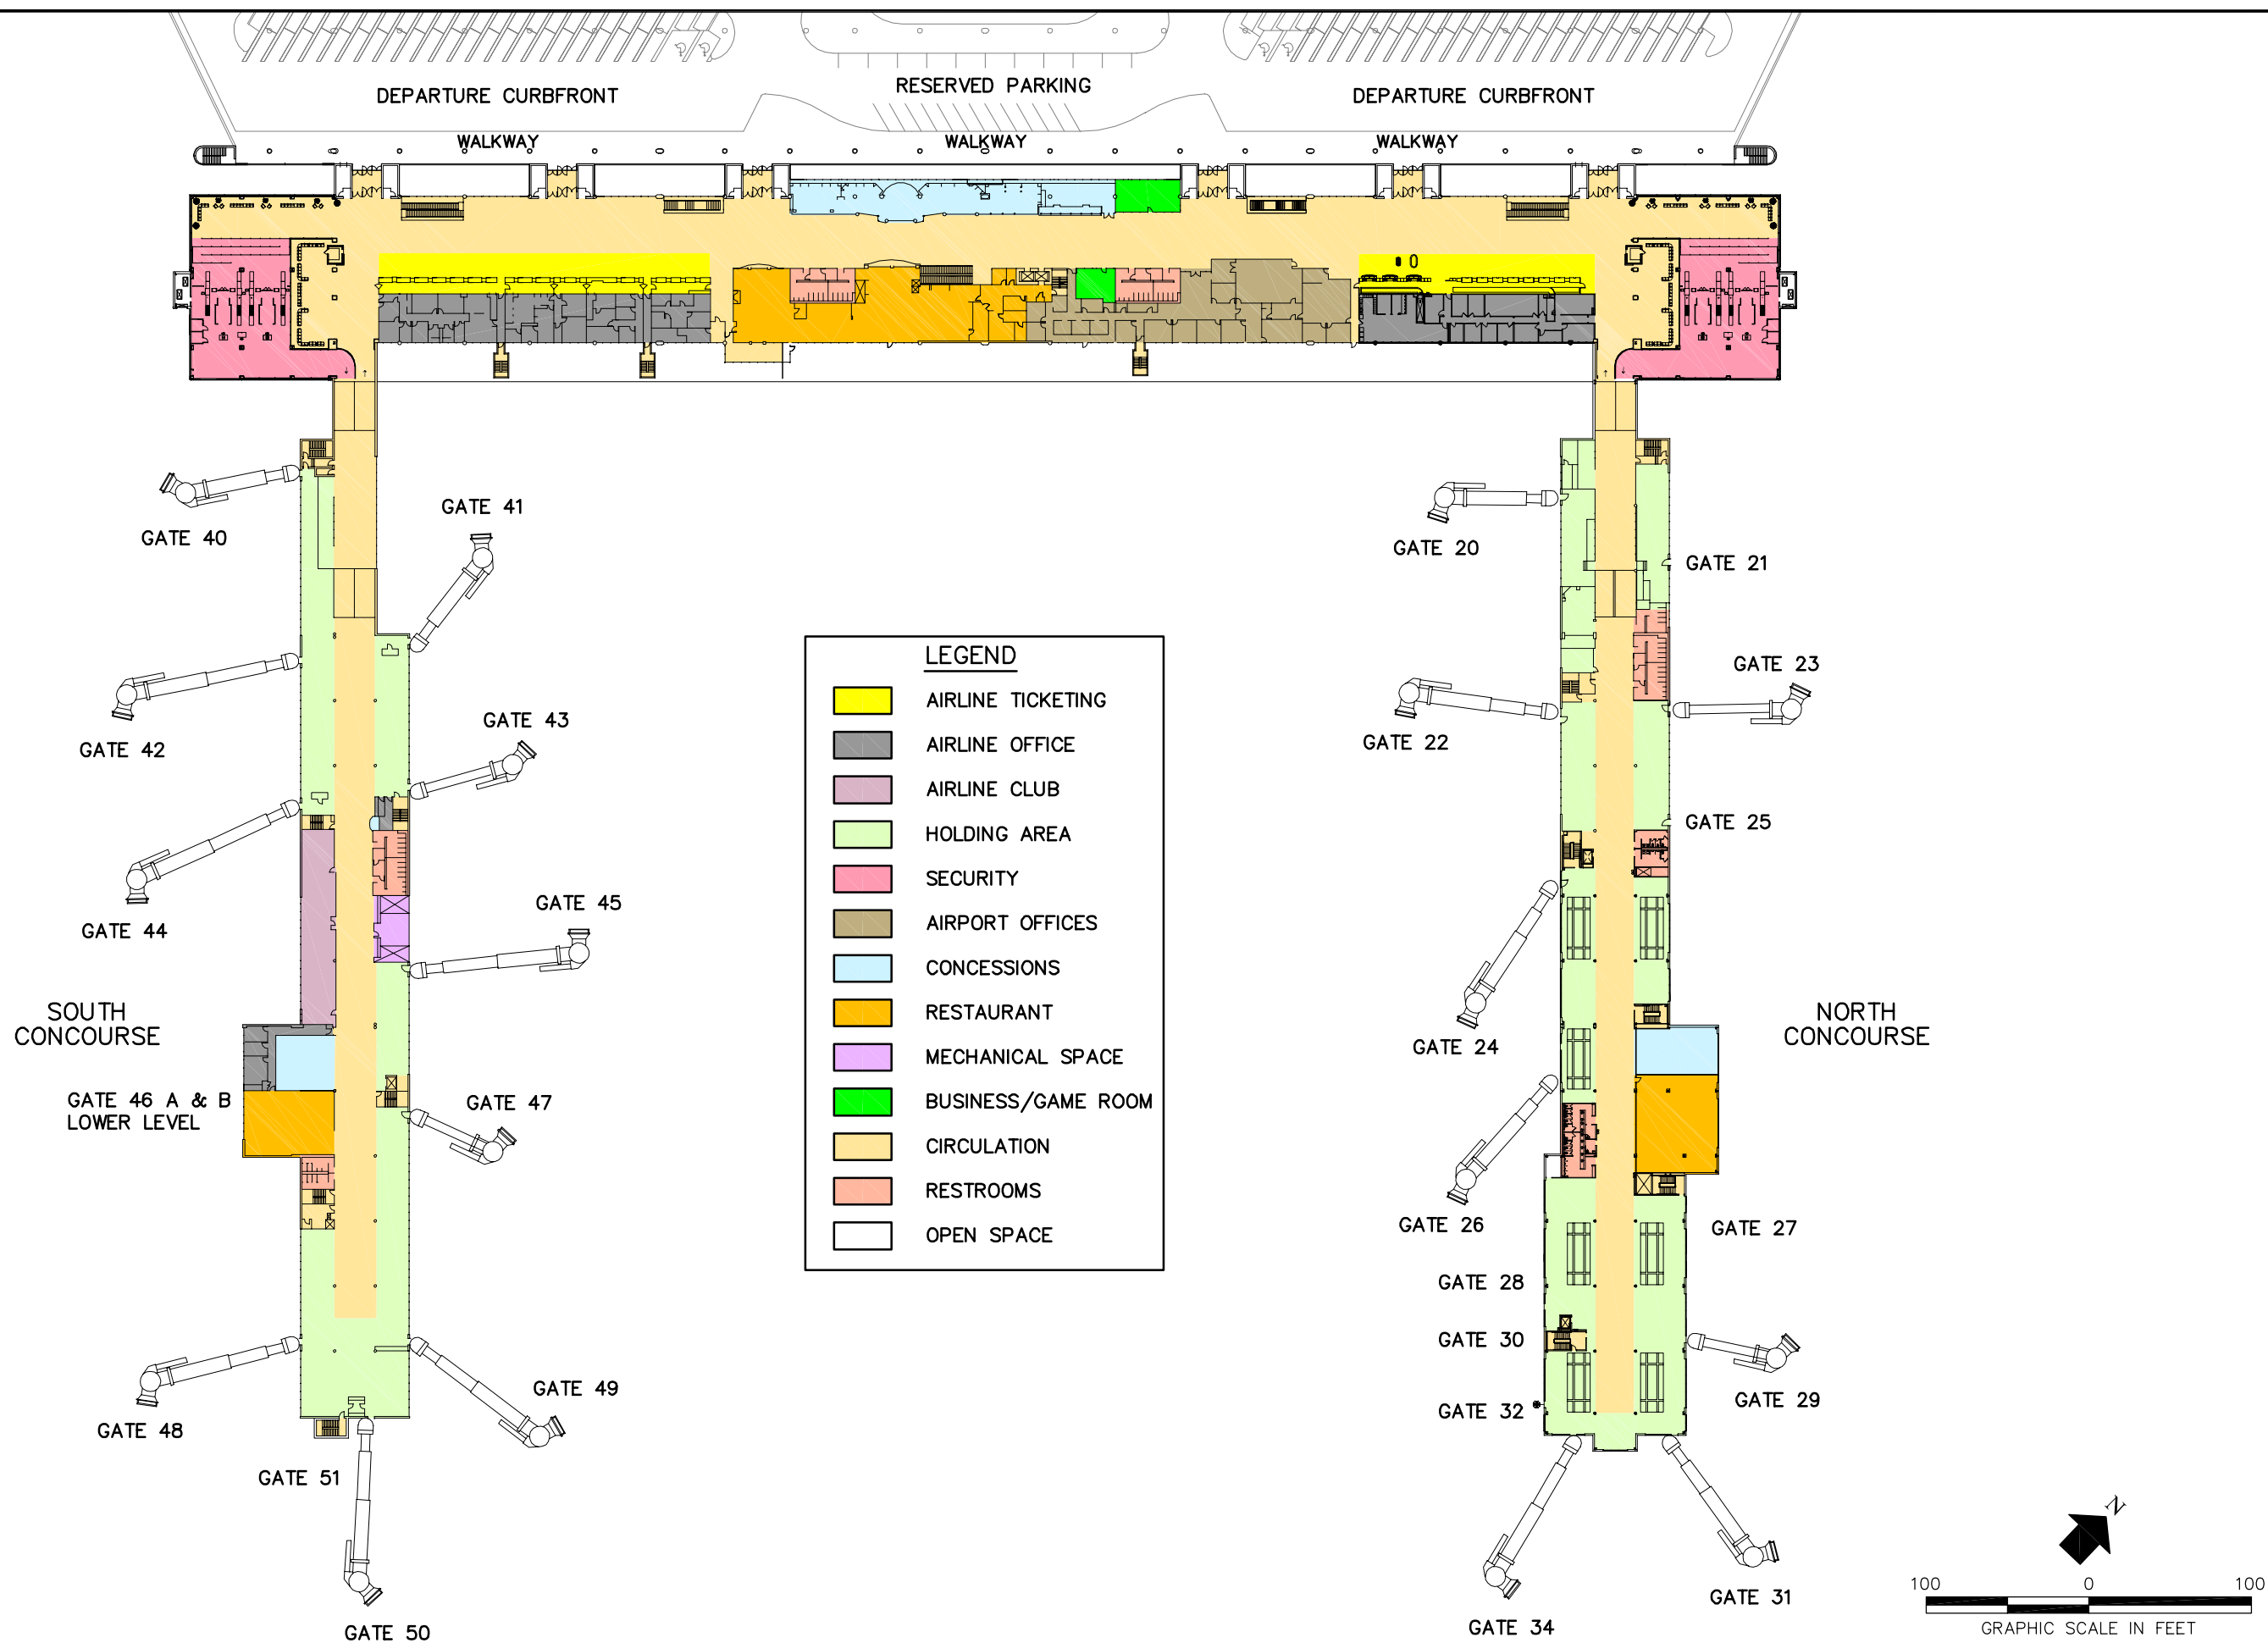 RESERVED PARKING
DEPARTURE CURBFRONT
DEPARTURE CURBFRONT
WALKWAY
WALKWAY
WALKWAY
GATE 40
GATE 41
GATE 42
GATE 43
GATE 44
GATE 45
SOUTH
CONCOURSE
GATE 46 A & B
LOWER LEVEL
GATE 47
GATE 48
GATE 49
GATE 51
GATE 50
LEGEND
AIRLINE TICKETING
AIRLINE OFFICE
AIRLINE CLUB
HOLDING AREA
SECURITY
AIRPORT OFFICES
CONCESSIONS
RESTAURANT
MECHANICAL SPACE
BUSINESS/GAME ROOM
CIRCULATION
RESTROOMS
OPEN SPACE
GATE 20
GATE 21
GATE 23
GATE 22
GATE 25
NORTH
CONCOURSE
GATE 24
GATE 26
GATE 27
GATE 28
GATE 30
GATE 29
GATE 32
GATE 31
GATE 34
N
100 0 100
GRAPHIC SCALE IN FEET